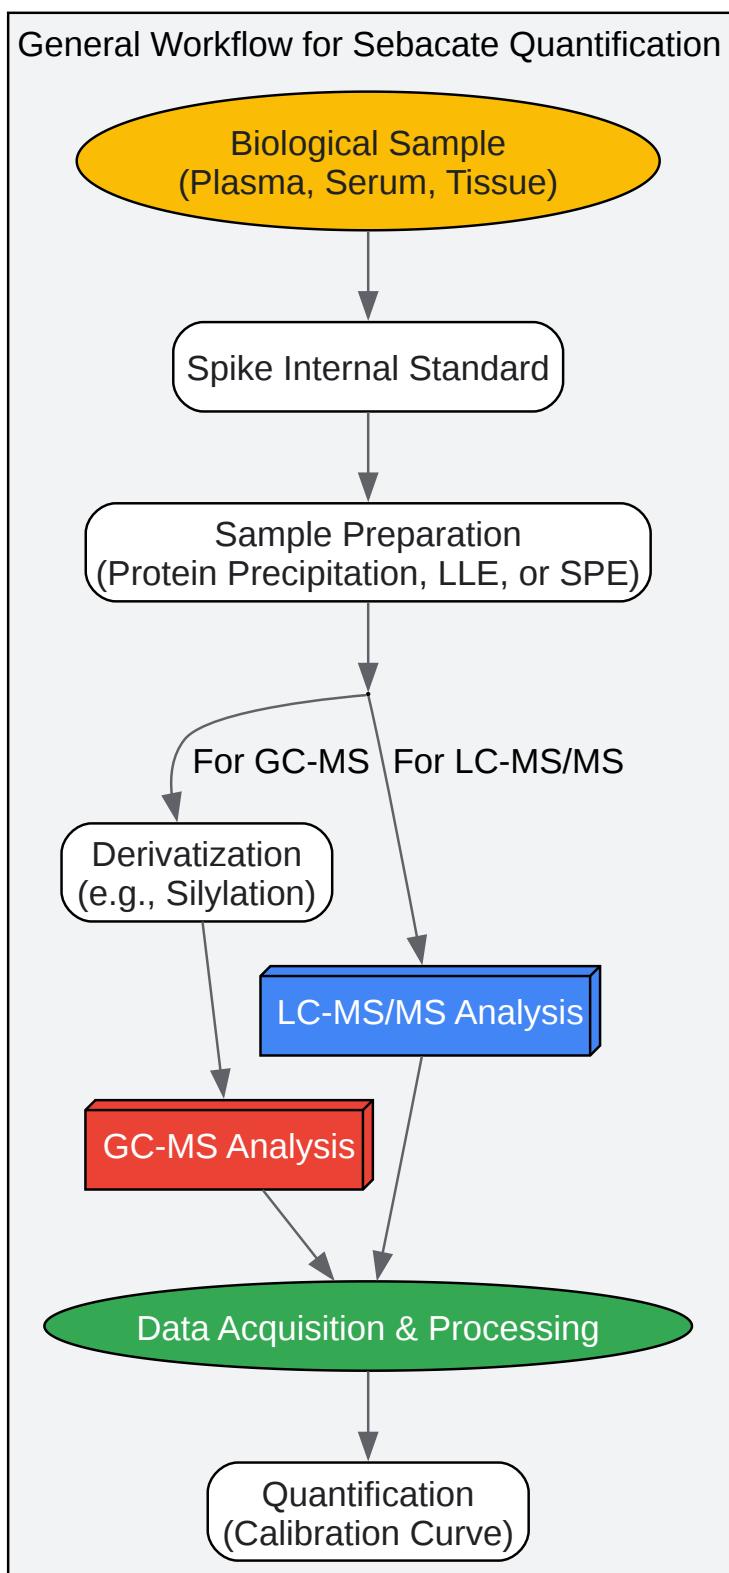 General Workflow for Sebacate Quantification
Biological Sample
(Plasma, Serum, Tissue)
Spike Internal Standard
Sample Preparation
(Protein Precipitation, LLE, or SPE)
For GC-MS
For LC-MS/MS
Derivatization
(e.g., Silylation)
LC-MS/MS Analysis
GC-MS Analysis
Data Acquisition & Processing
Quantification
(Calibration Curve)